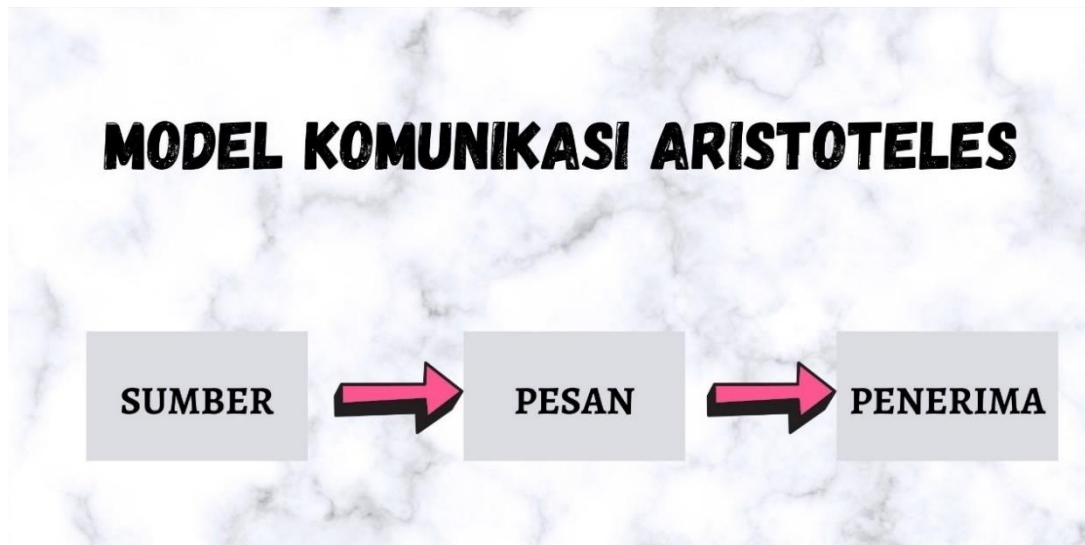 MODEL KOMUNIKASI ARISTOTELES
SUMBER
PESAN
PENERIMA